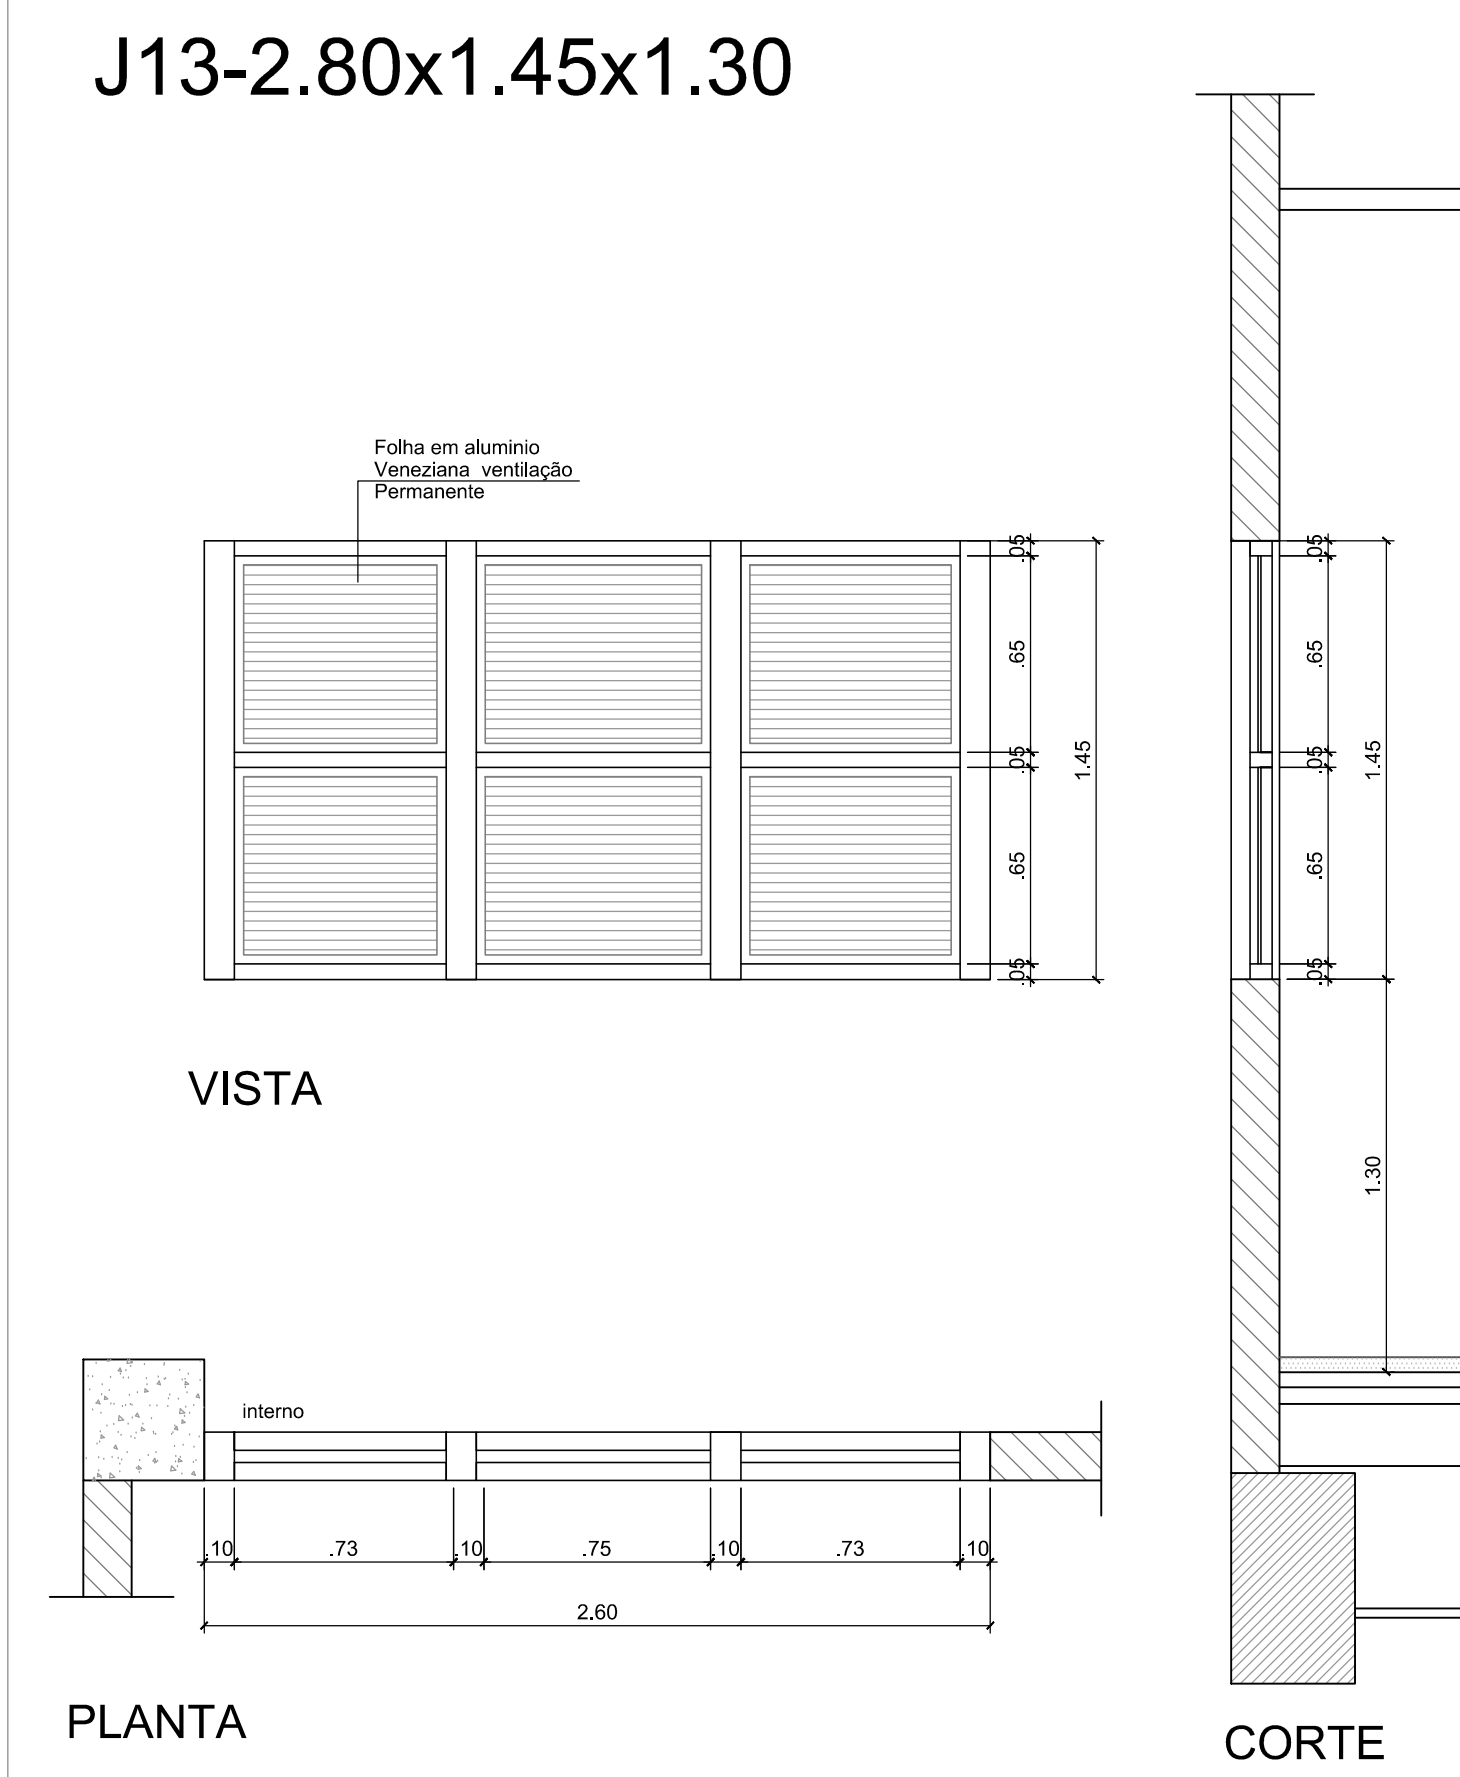 J13-2.80x1.45x1.30
Folha em aluminio
Veneziana ventilação
Permanente
.05
.65
.05
.65
.05
1.45
.05
.65
.05
.65
.05
1.45
1.30
VISTA
interno
.10
.73
.10
.75
.10
.73
.10
2.60
PLANTA
CORTE